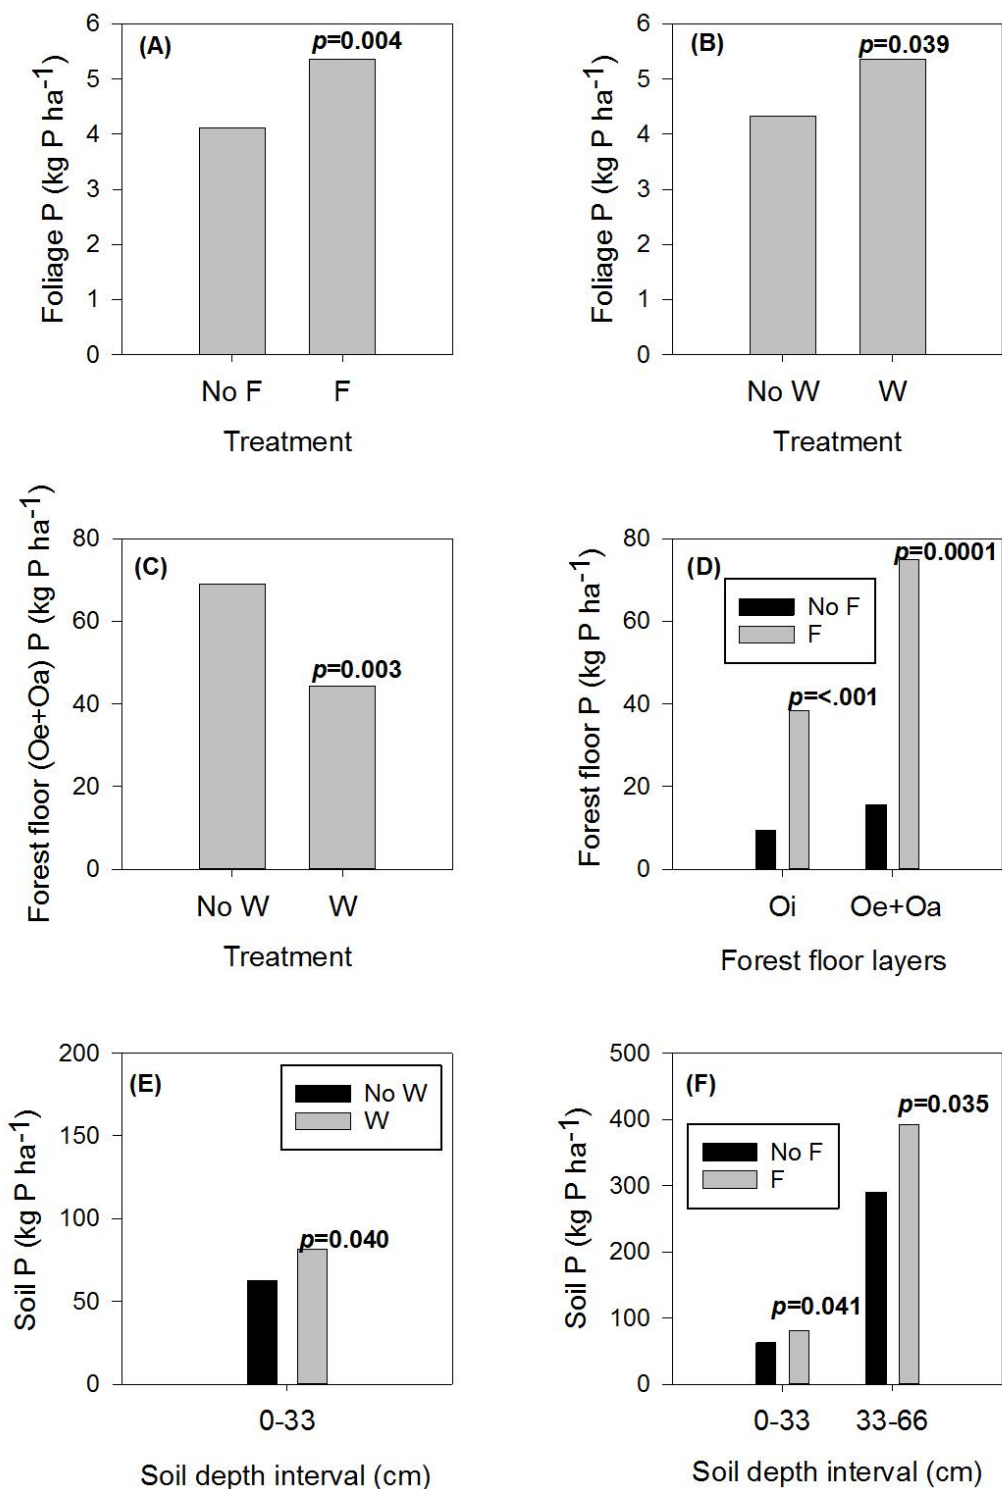 (A)
p=0.004
6
5
4
3
2
1
0
Foliage P (kg P ha-1)
No F
F
Treatment
(B)
p=0.039
6
5
4
3
2
1
0
Foliage P (kg P ha-1)
No W
W
Treatment
(C)
p=0.003
80
60
40
20
0
Forest floor (Oe+Oa) P (kg P ha-1)
No W
W
Treatment
(D)
p=0.0001
No F
F
p=<.001
80
60
40
20
0
Forest floor P (kg P ha-1)
Oi
Oe+Oa
Forest floor layers
(E)
No W
W
p=0.040
200
150
100
50
0
Soil P (kg P ha-1)
0-33
Soil depth interval (cm)
(F)
p=0.035
No F
F
p=0.041
500
400
300
200
100
0
Soil P (kg P ha-1)
0-33
33-66
Soil depth interval (cm)